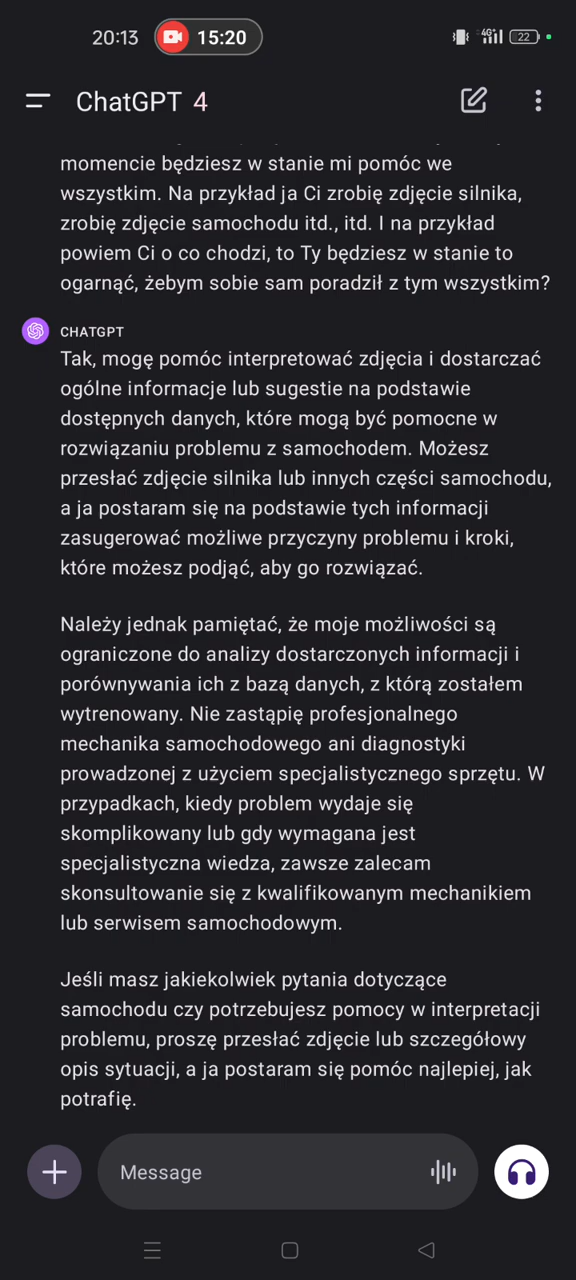 20:13
15:20
4G+
22
ChatGPT 4
momencie będziesz w stanie mi pomóc we
wszystkim. Na przykład ja Ci zrobię zdjęcie silnika,
zrobię zdjęcie samochodu itd., itd. I na przykład
powiem Ci o co chodzi, to Ty będziesz w stanie to
ogarnąć, żebym sobie sam poradził z tym wszystkim?
CHATGPT
Tak, mogę pomóc interpretować zdjęcia i dostarczać
ogólne informacje lub sugestie na podstawie
dostępnych danych, które mogą być pomocne w
rozwiązaniu problemu z samochodem. Możesz
przesłać zdjęcie silnika lub innych części samochodu,
a ja postaram się na podstawie tych informacji
zasugerować możliwe przyczyny problemu i kroki,
które możesz podjąć, aby go rozwiązać.
Należy jednak pamiętać, że moje możliwości są
ograniczone do analizy dostarczonych informacji i
porównywania ich z bazą danych, z którą zostałem
wytrenowany. Nie zastąpię profesjonalnego
mechanika samochodowego ani diagnostyki
prowadzonej z użyciem specjalistycznego sprzętu. W
przypadkach, kiedy problem wydaje się
skomplikowany lub gdy wymagana jest
specjalistyczna wiedza, zawsze zalecam
skonsultowanie się z kwalifikowanym mechanikiem
lub serwisem samochodowym.
Jeśli masz jakiekolwiek pytania dotyczące
samochodu czy potrzebujesz pomocy w interpretacji
problemu, proszę przesłać zdjęcie lub szczegółowy
opis sytuacji, a ja postaram się pomóc najlepiej, jak
potrafię.
Message